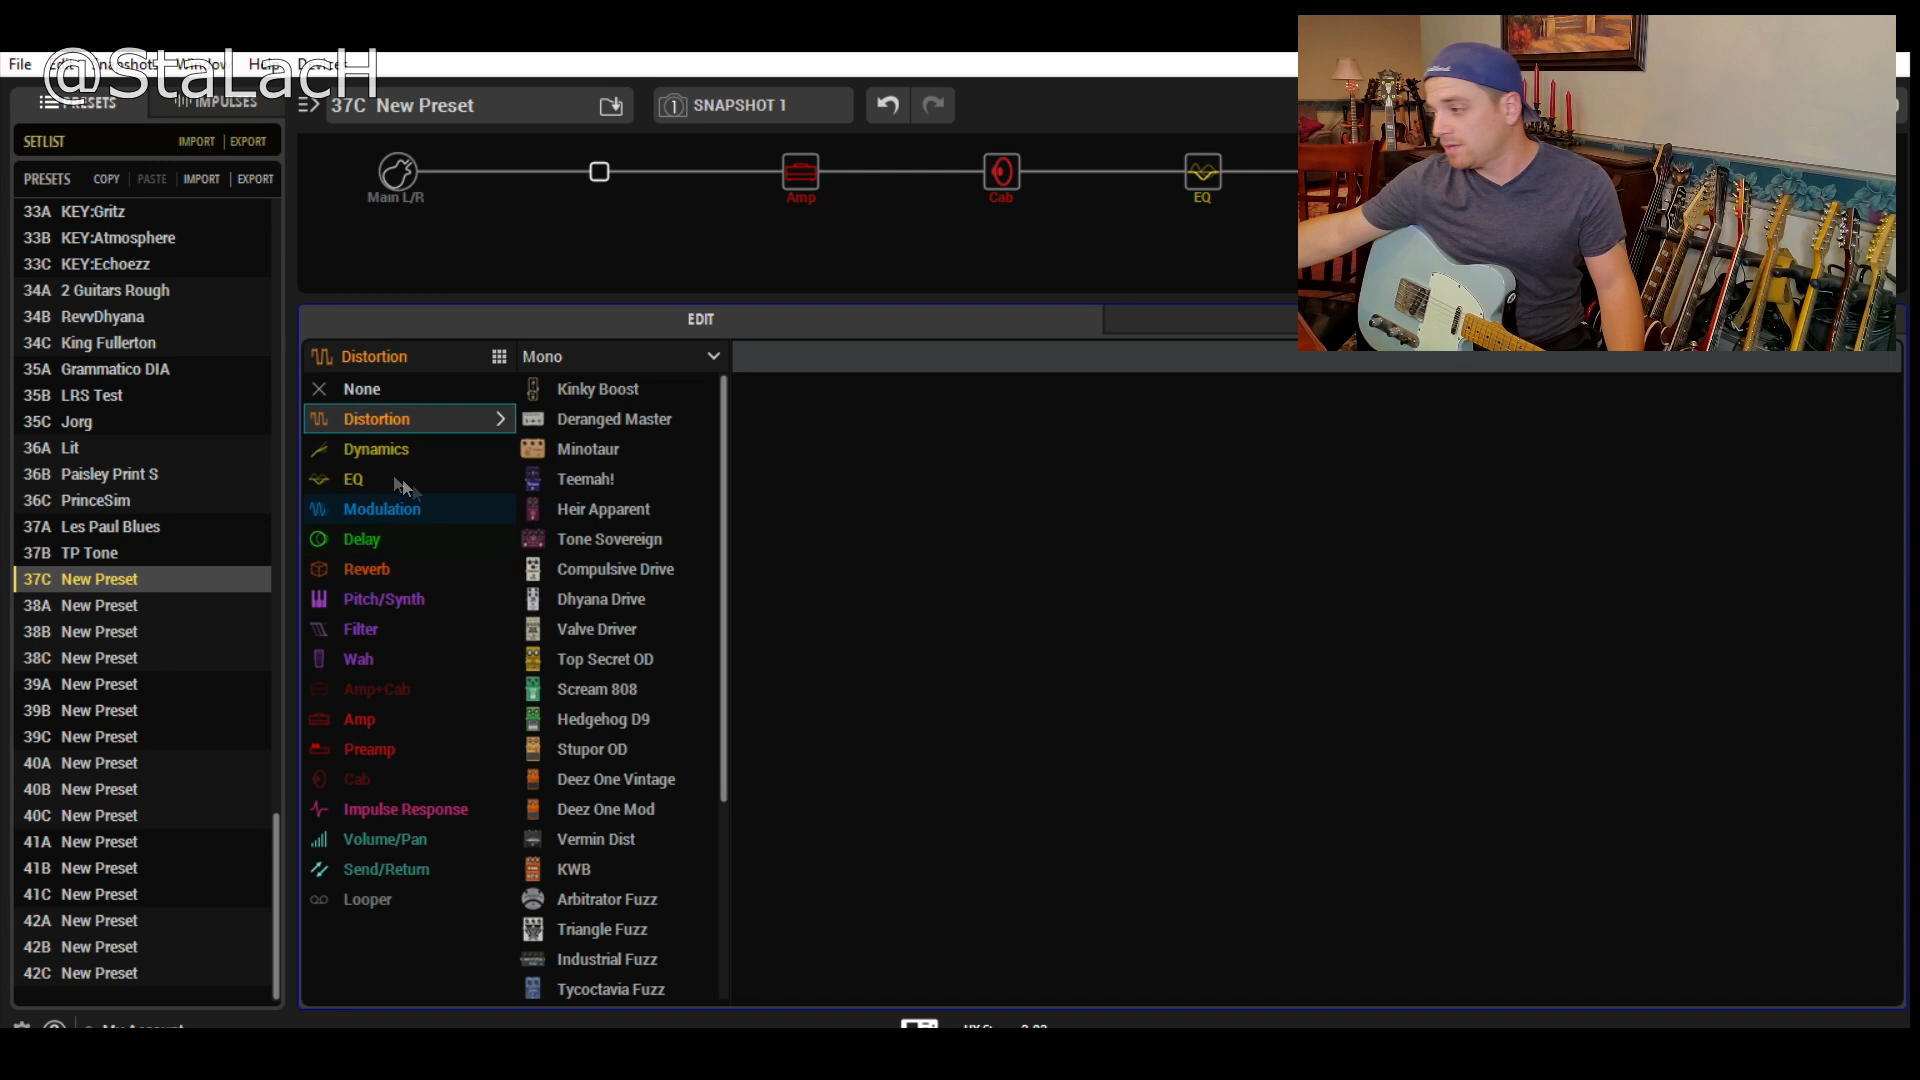 @StaLacH
File Edit Snapshots Window Help Devices
PRESETS IMPULSES
37C New Preset
1 SNAPSHOT 1
SETLIST IMPORT | EXPORT
PRESETS COPY PASTE IMPORT | EXPORT
Main L/R
Amp
Cab
EQ
33A KEY:Gritz
33B KEY:Atmosphere
33C KEY:Echoezz
34A 2 Guitars Rough
34B RevvDhyana
34C King Fullerton
35A Grammatico DIA
35B LRS Test
35C Jorg
36A Lit
36B Paisley Print S
36C PrinceSim
37A Les Paul Blues
37B TP Tone
37C New Preset
38A New Preset
38B New Preset
38C New Preset
39A New Preset
39B New Preset
39C New Preset
40A New Preset
40B New Preset
40C New Preset
41A New Preset
41B New Preset
41C New Preset
42A New Preset
42B New Preset
42C New Preset
EDIT
Distortion
Mono
None
Distortion
Dynamics
EQ
Modulation
Delay
Reverb
Pitch/Synth
Filter
Wah
Amp+Cab
Amp
Preamp
Cab
Impulse Response
Volume/Pan
Send/Return
Looper
Kinky Boost
Deranged Master
Minotaur
Teemah!
Heir Apparent
Tone Sovereign
Compulsive Drive
Dhyana Drive
Valve Driver
Top Secret OD
Scream 808
Hedgehog D9
Stupor OD
Deez One Vintage
Deez One Mod
Vermin Dist
KWB
Arbitrator Fuzz
Triangle Fuzz
Industrial Fuzz
Tycoctavia Fuzz
My Account